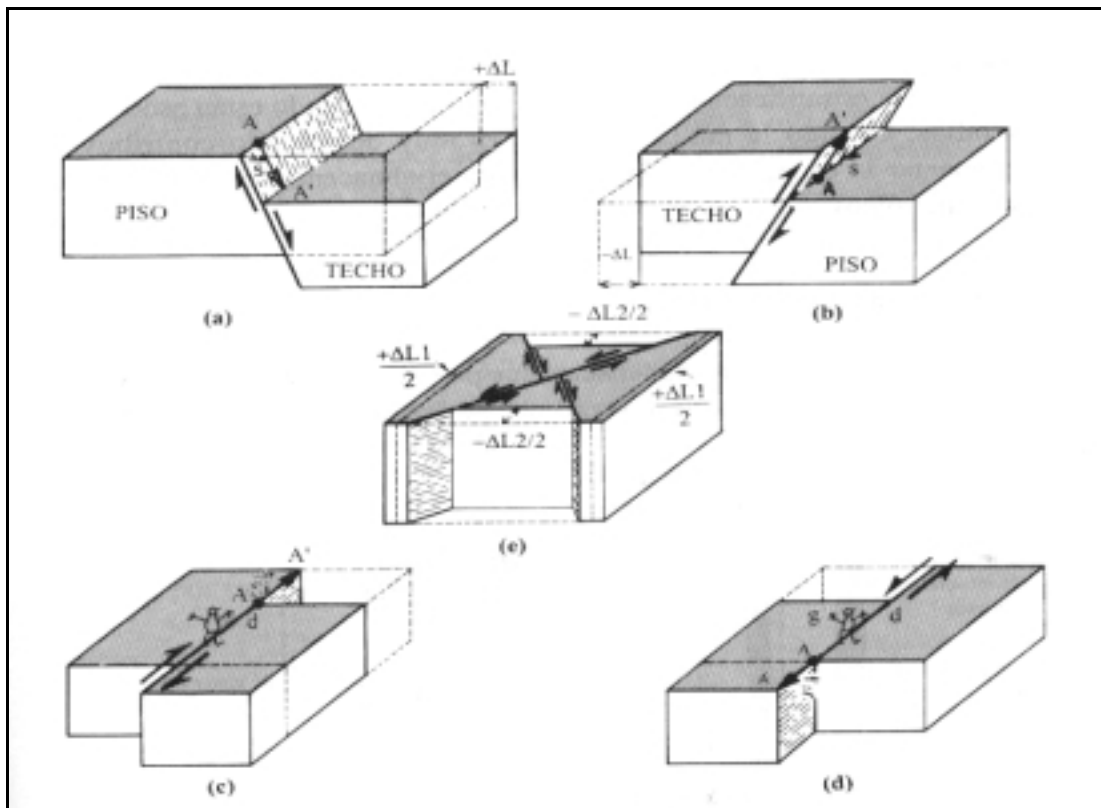 +ΔL
A
s
A'
PISO
TECHO
(a)
A'
s
A
TECHO
–ΔL
PISO
(b)
– ΔL2/2
+ΔL1
2
+ΔL1
2
–ΔL2/2
(e)
A'
A
d
(c)
g
d
A
A
(d)